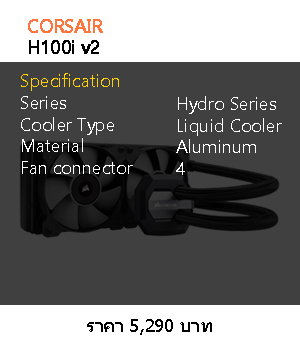 CORSAIR
H100i v2
Specification
Series Hydro Series
Cooler Type Liquid Cooler
Material Aluminum
Fan connector 4
ราคา 5,290 บาท